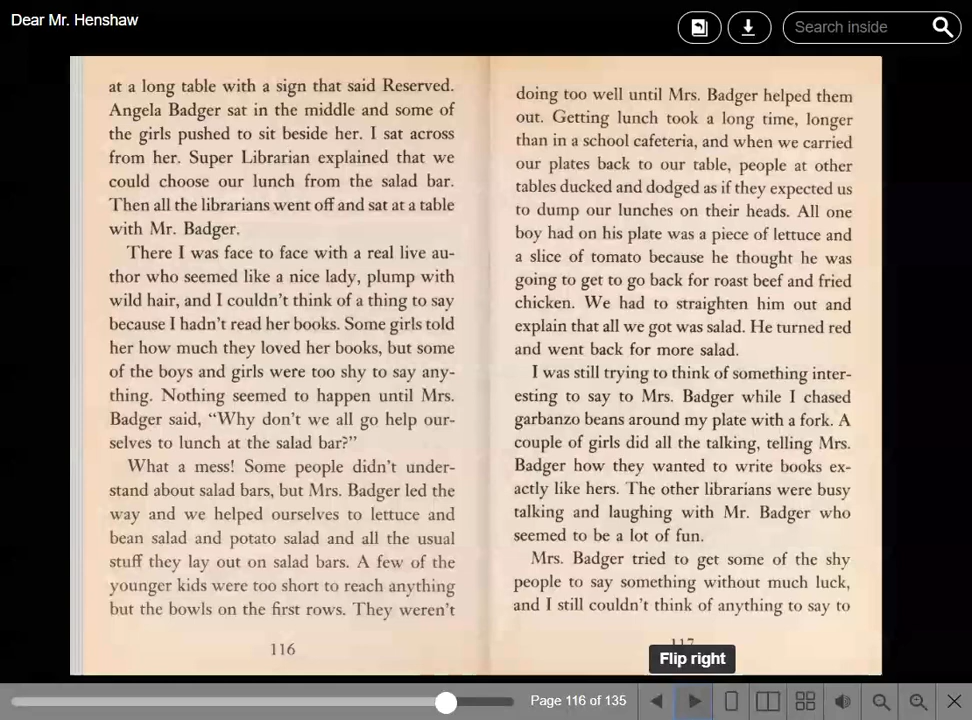 Dear Mr. Henshaw
Search inside
at a long table with a sign that said Reserved.
Angela Badger sat in the middle and some of
the girls pushed to sit beside her. I sat across
from her. Super Librarian explained that we
could choose our lunch from the salad bar.
Then all the librarians went off and sat at a table
with Mr. Badger.
There I was face to face with a real live au-
thor who seemed like a nice lady, plump with
wild hair, and I couldn't think of a thing to say
because I hadn't read her books. Some girls told
her how much they loved her books, but some
of the boys and girls were too shy to say any-
thing. Nothing seemed to happen until Mrs.
Badger said, "Why don't we all go help our-
selves to lunch at the salad bar?"
What a mess! Some people didn't under-
stand about salad bars, but Mrs. Badger led the
way and we helped ourselves to lettuce and
bean salad and potato salad and all the usual
stuff they lay out on salad bars. A few of the
younger kids were too short to reach anything
but the bowls on the first rows. They weren't
116
doing too well until Mrs. Badger helped them
out. Getting lunch took a long time, longer
than in a school cafeteria, and when we carried
our plates back to our table, people at other
tables ducked and dodged as if they expected us
to dump our lunches on their heads. All one
boy had on his plate was a piece of lettuce and
a slice of tomato because he thought he was
going to get to go back for roast beef and fried
chicken. We had to straighten him out and
explain that all we got was salad. He turned red
and went back for more salad.
I was still trying to think of something inter-
esting to say to Mrs. Badger while I chased
garbanzo beans around my plate with a fork. A
couple of girls did all the talking, telling Mrs.
Badger how they wanted to write books ex-
actly like hers. The other librarians were busy
talking and laughing with Mr. Badger who
seemed to be a lot of fun.
Mrs. Badger tried to get some of the shy
people to say something without much luck,
and I still couldn't think of anything to say to
117
Flip right
Page 116 of 135